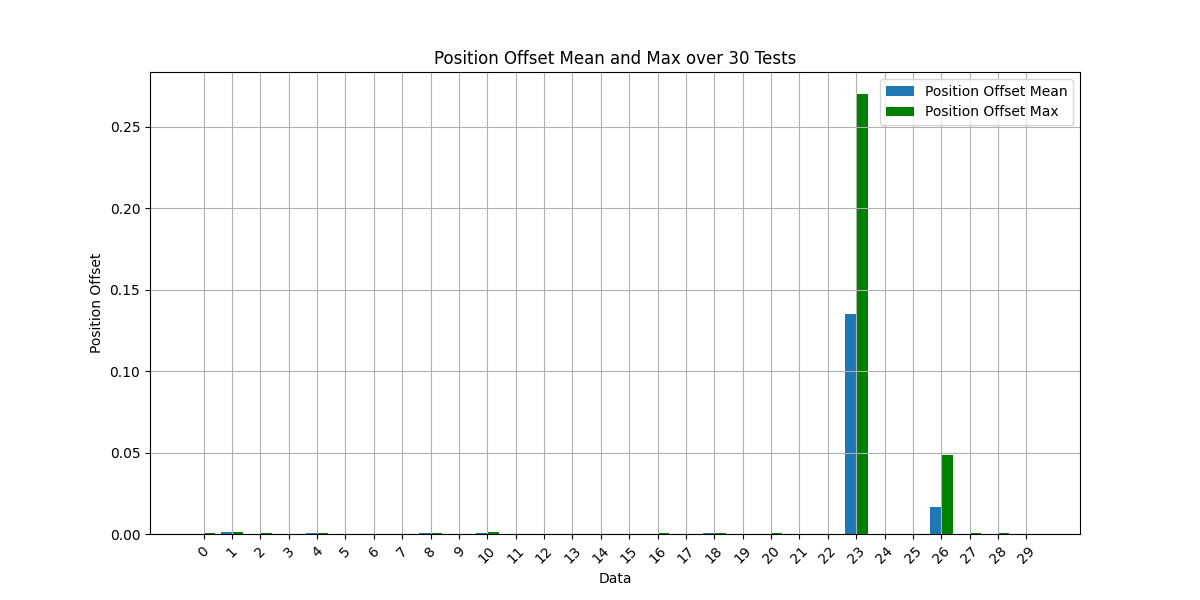 Position Offset Mean and Max over 30 Tests
Position Offset Mean
Position Offset Max
Position Offset
0.25
0.20
0.15
0.10
0.05
0.00
0 1 2 3 4 5 6 7 8 9 10 11 12 13 14 15 16 17 18 19 20 21 22 23 24 25 26 27 28 29
Data